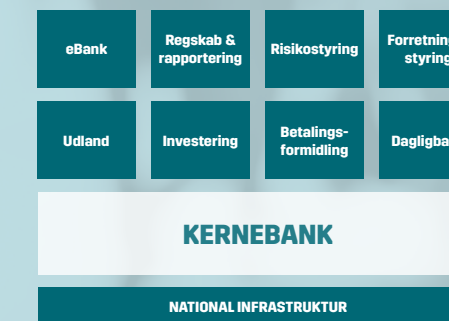 eBank
Regskab &
rapportering
Risikostyring
Udland
Investering
Betalings-
formidling
KERNEBANK
NATIONAL INFRASTRUKTUR